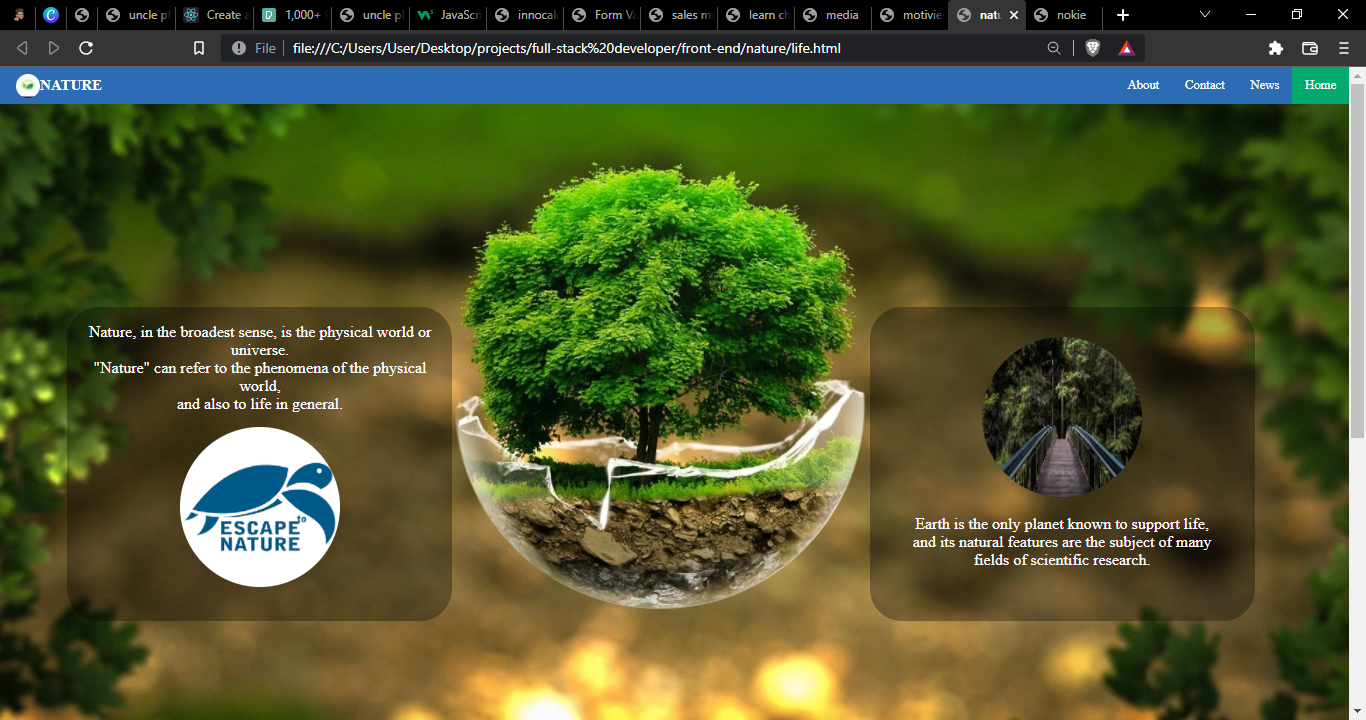 uncle p
Create a
1,000+
uncle p
JavaScr
innocal
Form Va
sales m
learn ch
media
motivie
natu
nokie
File
file:///C:/Users/User/Desktop/projects/full-stack%20developer/front-end/nature/life.html
NATURE
About
Contact
News
Home
Nature, in the broadest sense, is the physical world or
universe.
"Nature" can refer to the phenomena of the physical
world,
and also to life in general.
ESCAPE to
NATURE
Earth is the only planet known to support life,
and its natural features are the subject of many
fields of scientific research.